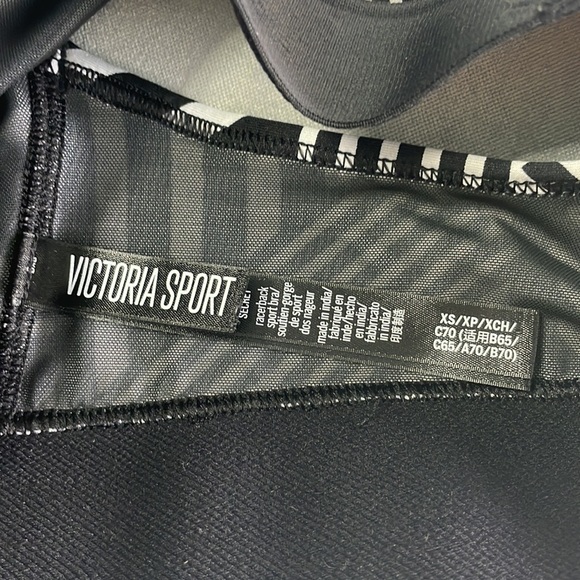 VICTORIA SPORT
SECRET
racerback
sport bra/
soutien-gorge
de sport
dos nageur
made in india/
fabriqué en
inde/hecho
en india/
fabbricato
in india/
印度制造
XS/XP/XCH/
C70 (适用B65/
C65/A70/B70)